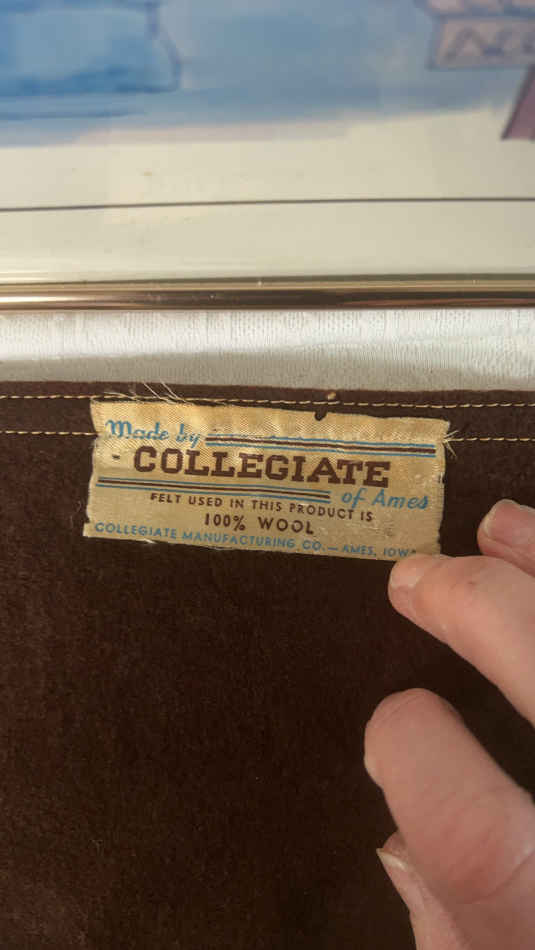 Made by
COLLEGIATE
of Ames
FELT USED IN THIS PRODUCT IS
100% WOOL
COLLEGIATE MANUFACTURING CO. — AMES, IOWA